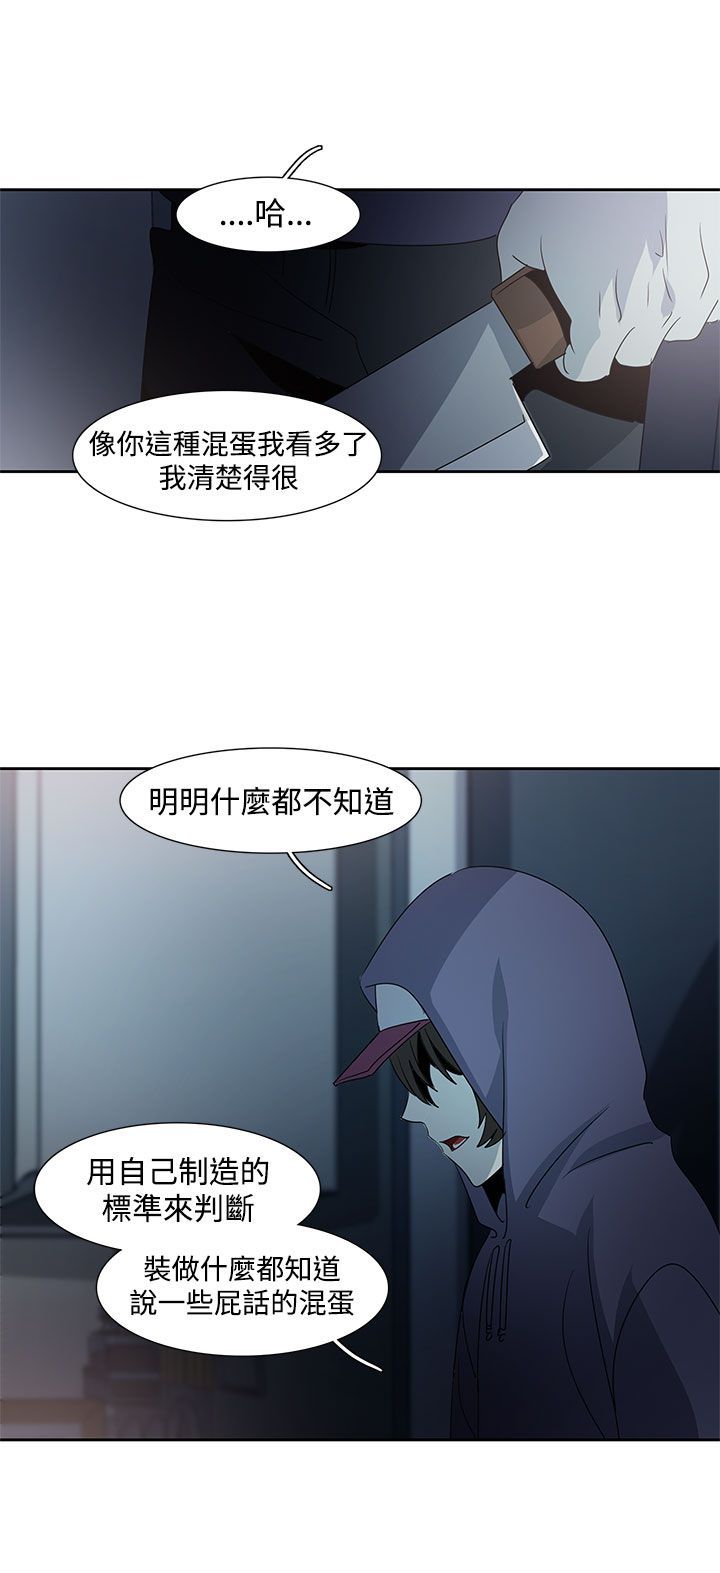 ....哈...
像你這種混蛋我看多了
我清楚得很
明明什麼都不知道
用自己制造的
標準來判斷
裝做什麼都知道
說一些屁話的混蛋